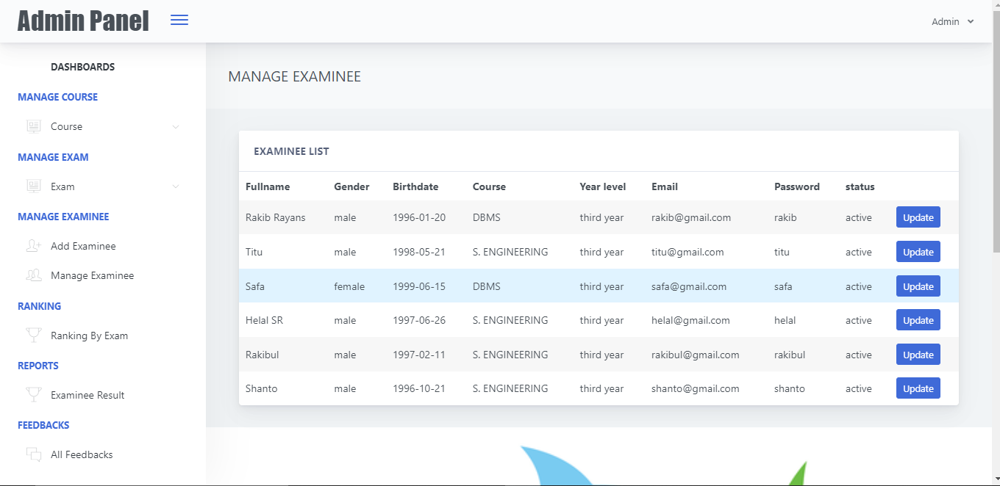 Admin Panel
Admin
DASHBOARDS
MANAGE COURSE
Course
MANAGE EXAM
Exam
MANAGE EXAMINEE
Add Examinee
Manage Examinee
RANKING
Ranking By Exam
REPORTS
Examinee Result
FEEDBACKS
All Feedbacks
MANAGE EXAMINEE
EXAMINEE LIST
Fullname Gender Birthdate Course Year level Email Password status
Rakib Rayans male 1996-01-20 DBMS third year rakib@gmail.com rakib active Update
Titu male 1998-05-21 S. ENGINEERING third year titu@gmail.com titu active Update
Safa female 1999-06-15 DBMS third year safa@gmail.com safa active Update
Helal SR male 1997-06-26 S. ENGINEERING third year helal@gmail.com helal active Update
Rakibul male 1997-02-11 S. ENGINEERING third year rakibul@gmail.com rakibul active Update
Shanto male 1996-10-21 S. ENGINEERING third year shanto@gmail.com shanto active Update